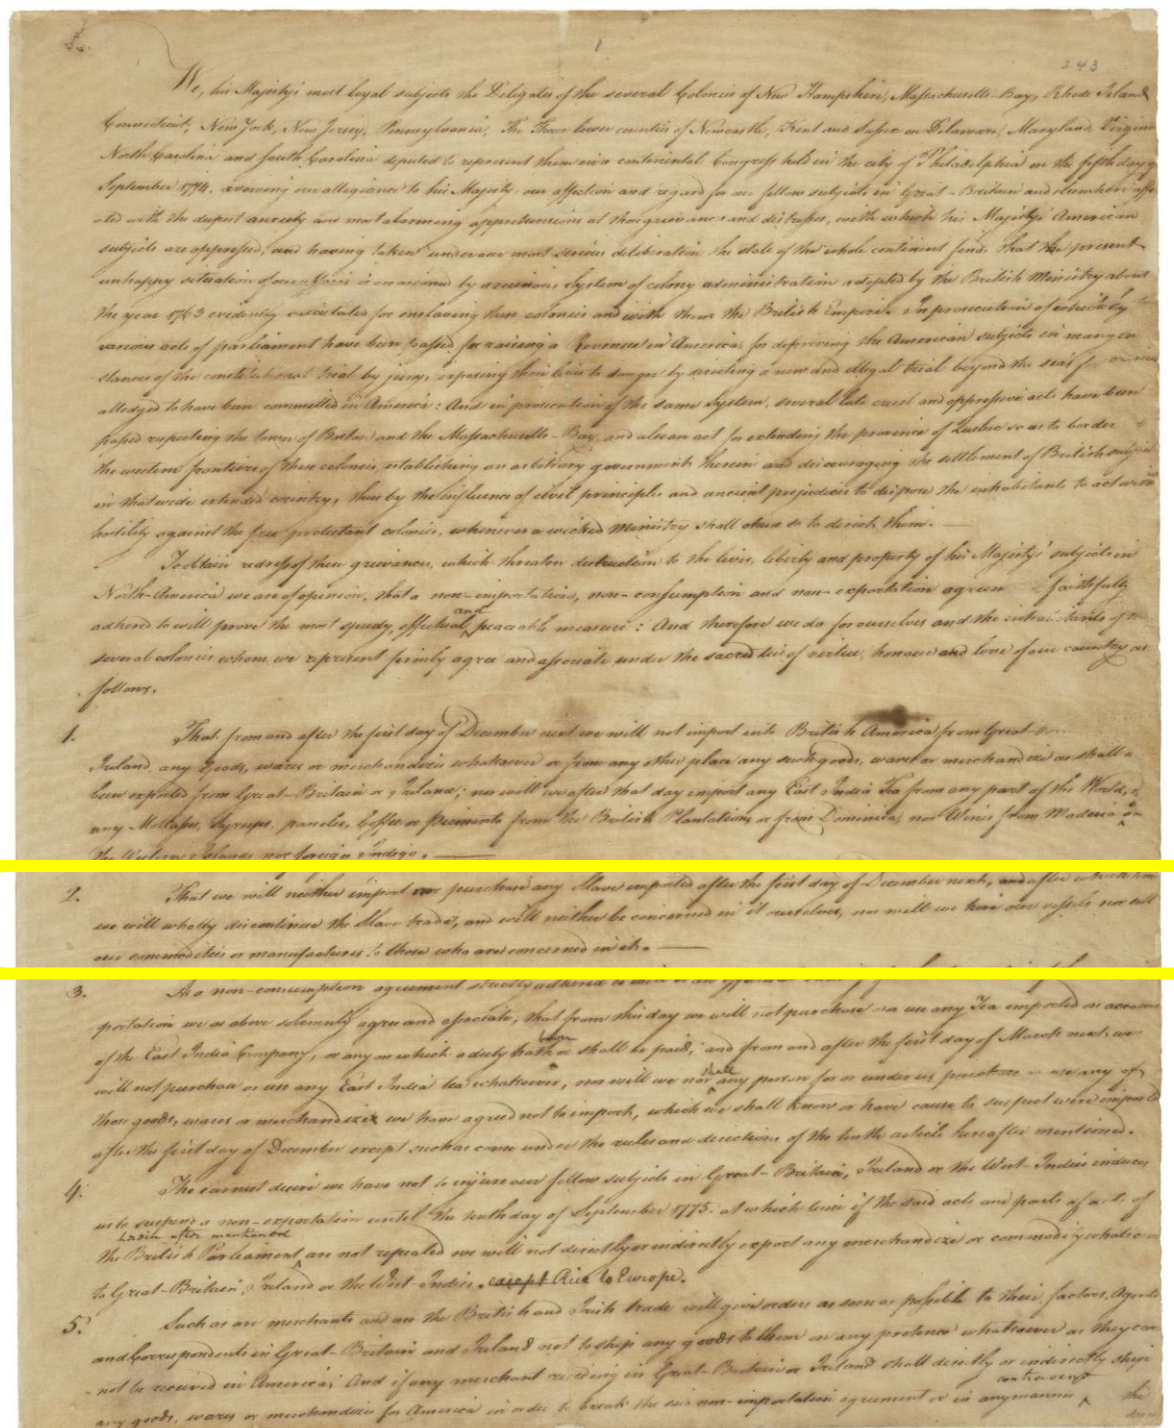 1
243
We, his Majesty's most loyal subjects the Delegates of the several Colonies of New Hampshire, Massachusetts-Bay, Rhode Island
Connecticut, New York, New Jersey, Pennsylvania, The Three lower counties of Newcastle, Kent and Sussex on Delaware, Maryland, Virginia
North Carolina and South Carolina deputed to represent them in a continental Congress held in the city of Philadelphia on the fifth day of
September 1774. avowing our allegiance to his Majesty, our affection and regard for our fellow subjects in Great-Britain and elsewhere affe
cted with the deepest anxiety and most alarming apprehensions at those grievances and distresses, with which his Majesty's American
subjects are oppressed, and having taken under our most serious deliberation the state of the whole continent find, that the present
unhappy situation of our affairs is occasioned by a ruinous System of colony administration adopted by the British Ministry about
the year 1763 evidently calculated for enslaving these colonies and with them the British Empire. In prosecution of which System
various acts of parliament have been passed for raising a Revenue in America, for depriving the American subjects in many in
stances of the constitutional trial by jury, exposing their lives to danger by directing a new and illegal trial beyond the seas for crimes
alledged to have been committed in America: And in prosecution of the same System, several late cruel and oppressive acts have been
passed respecting the town of Boston and the Massachusetts-Bay, and also an act for extending the province of Quebec so as to border
the western frontiers of these colonies, establishing an arbitrary government therein and discouraging the settlement of British subjects
in that wide extended country, thus by the influence of civil principles and ancient prejudices to dispose the inhabitants to act with
hostility against the free protestant colonies, whenever a wicked Ministry shall chuse so to direct them.
To obtain redress of these grievances, which threaten destruction to the lives, liberty and property of his Majesty's subjects in
North-America we are of opinion, that a non-importation, non-consumption and non-exportation agreem faithfully
and
adhered to will prove the most speedy, effectual, peaceable measure: And therefore we do for ourselves and the inhabitants of the
several colonies whom we represent firmly agree and associate under the sacred ties of virtue, honour and love of our country as
follows.
1. That from and after the first day of December next we will not import into British America from Great-
Ireland, any Goods, wares or merchandizes whatsoever or from any other place any such goods, wares or merchandize as shall
been exported from Great-Britain or Ireland; nor will we after that day import any East India Tea from any part of the World,
any Molasses, Syrups, paneles, Coffee or Piemento from the British Plantations or from Dominica, nor Wines from Madeira or
the Western Islands nor foreign Indigo.
2. That we will neither import nor purchase any Slave imported after the first day of December next, and after which time
we will wholly discontinue the Slave trade, and will neither be concerned in it ourselves, nor will we hire our vessels nor sell
our commodities or manufactures to those who are concerned in it.
3. As a non-consumption agreement strictly adhered to
portation we as above solemnly agree and associate, that from this day we will not purchase or use any Tea imported on account
been
of the East India Company, or any on which a duty hath or shall be paid; and from and after the first day of March next we
shall
will not purchase or use any East India tea whatsoever, nor will we nor any person for or under us purchase or use any of
those goods, wares or merchandizes we have agreed not to import, which we shall know or have cause to suspect were imported
after the first day of December except such as come under the rules and directions of the tenth article hereafter mentioned.
4. The earnest desire we have not to injure our fellow subjects in Great-Britain, Ireland or the West-Indies induces
us to suspend a non-exportation until the tenth day of September 1775. at which time if the said acts and parts of acts of
herein after mentioned
the British Parliament are not repealed we will not directly or indirectly export any merchandize or commodity whatsoe
to Great-Britain, Ireland or the West-Indies. except Rice to Europe.
5. Such as are merchants and use the British and Irish trade will give orders as soon as possible to their factors, Agents
and Correspondents in Great-Britain and Ireland not to ship any goods to them on any pretence whatsoever as they can
not be received in America; And if any merchant residing in Great-Britain or Ireland shall directly or indirectly ship
contravene
any goods, wares or merchandizes for America in order to break the said non-importation agreement or in any manner the